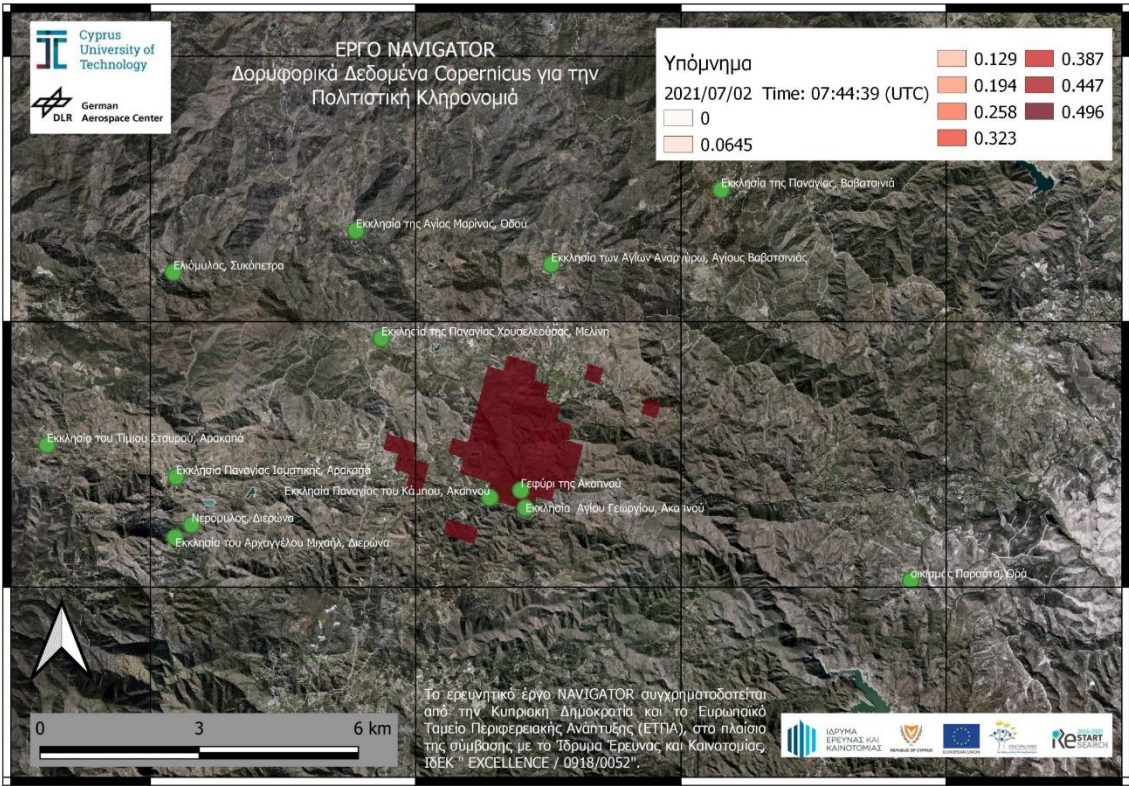 Cyprus
University of
Technology
DLR
German
Aerospace Center
ΕΡΓΟ NAVIGATOR
Δορυφορικά Δεδομένα Copernicus για την
Πολιτιστική Κληρονομιά
Υπόμνημα
2021/07/02 Time: 07:44:39 (UTC)
0
0.0645
0.129
0.194
0.258
0.323
0.387
0.447
0.496
Εκκλησία της Παναγίας, Βαβατσινιά
Εκκλησία της Αγίας Μαρίνας, Οδού
Εκκλησία των Αγίων Αναργύρω, Αγίους Βαβατσινιάς
Ελιόμυλος, Συκόπετρα
Εκκλησία της Παναγίας Χρυσελεούσας, Μελίνη
Εκκλησία του Τίμιου Σταυρού, Αρακαπά
Εκκλησία Παναγίας Ιαματικής, Αρακαπά
Εκκλησία Παναγίας του Κάμπου, Ακαπνού
Γεφύρι της Ακαπνού
Εκκλησία Αγίου Γεωργίου, Ακαπνού
Νερόμυλος, Διερώνα
Εκκλησία του Αρχαγγέλου Μιχαήλ, Διερώνα
οικισμός Παρσάτα, Ορά
0 3 6 km
Το ερευνητικό έργο NAVIGATOR συγχρηματοδοτείται
από την Κυπριακή Δημοκρατία και το Ευρωπαϊκό
Ταμείο Περιφερειακής Ανάπτυξης (ΕΤΠΑ), στο πλαίσιο
της σύμβασης με το Ίδρυμα Έρευνας και Καινοτομίας,
ΙδΕΚ " EXCELLENCE / 0918/0052".
ΙΔΡΥΜΑ
ΕΡΕΥΝΑΣ ΚΑΙ
ΚΑΙΝΟΤΟΜΙΑΣ
REPUBLIC OF CYPRUS
EUROPEAN UNION
2016-2020
RESTART
SEARCH